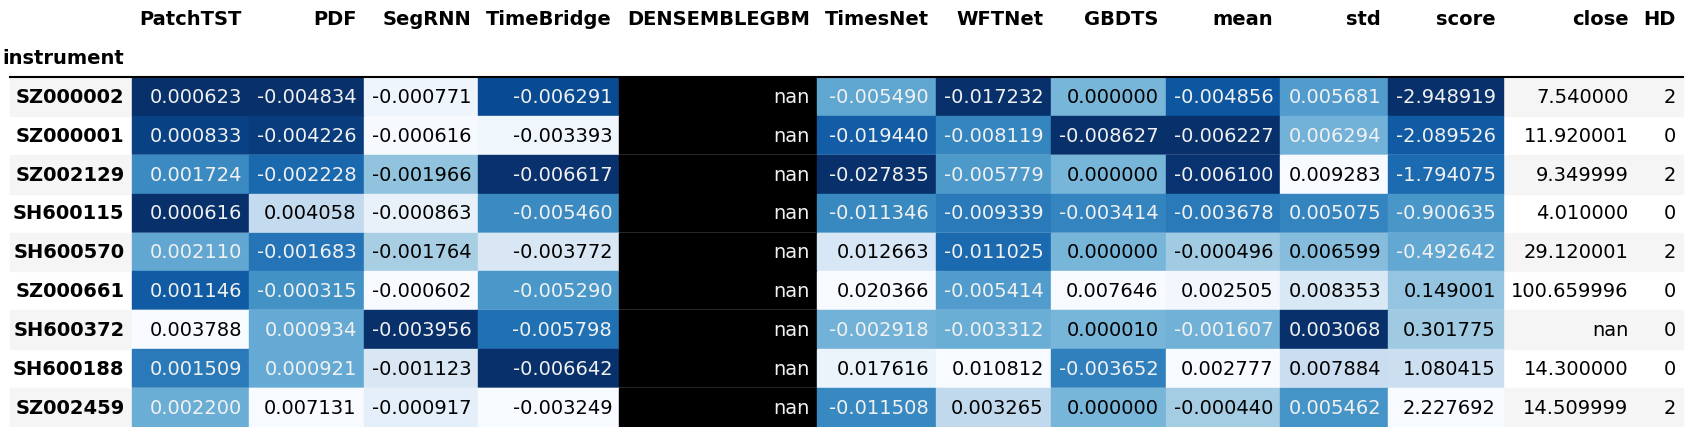 PatchTST PDF SegRNN TimeBridge DENSEMBLEGBM TimesNet WFTNet GBDTS mean std score close HD
instrument
SZ000002 0.000623 -0.004834 -0.000771 -0.006291 nan -0.005490 -0.017232 0.000000 -0.004856 0.005681 -2.948919 7.540000 2
SZ000001 0.000833 -0.004226 -0.000616 -0.003393 nan -0.019440 -0.008119 -0.008627 -0.006227 0.006294 -2.089526 11.920001 0
SZ002129 0.001724 -0.002228 -0.001966 -0.006617 nan -0.027835 -0.005779 0.000000 -0.006100 0.009283 -1.794075 9.349999 2
SH600115 0.000616 0.004058 -0.000863 -0.005460 nan -0.011346 -0.009339 -0.003414 -0.003678 0.005075 -0.900635 4.010000 0
SH600570 0.002110 -0.001683 -0.001764 -0.003772 nan 0.012663 -0.011025 0.000000 -0.000496 0.006599 -0.492642 29.120001 2
SZ000661 0.001146 -0.000315 -0.000602 -0.005290 nan 0.020366 -0.005414 0.007646 0.002505 0.008353 0.149001 100.659996 0
SH600372 0.003788 0.000934 -0.003956 -0.005798 nan -0.002918 -0.003312 0.000010 -0.001607 0.003068 0.301775 nan 0
SH600188 0.001509 0.000921 -0.001123 -0.006642 nan 0.017616 0.010812 -0.003652 0.002777 0.007884 1.080415 14.300000 0
SZ002459 0.002200 0.007131 -0.000917 -0.003249 nan -0.011508 0.003265 0.000000 -0.000440 0.005462 2.227692 14.509999 2